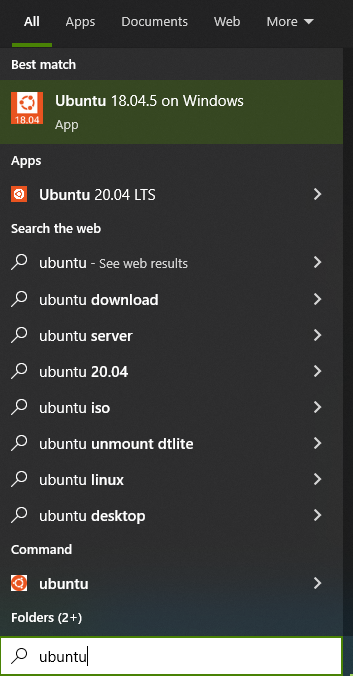 All Apps Documents Web More
Best match
18.04
Ubuntu 18.04.5 on Windows
App
Apps
Ubuntu 20.04 LTS
Search the web
ubuntu - See web results
ubuntu download
ubuntu server
ubuntu 20.04
ubuntu iso
ubuntu unmount dtlite
ubuntu linux
ubuntu desktop
Command
ubuntu
Folders (2+)
ubuntu